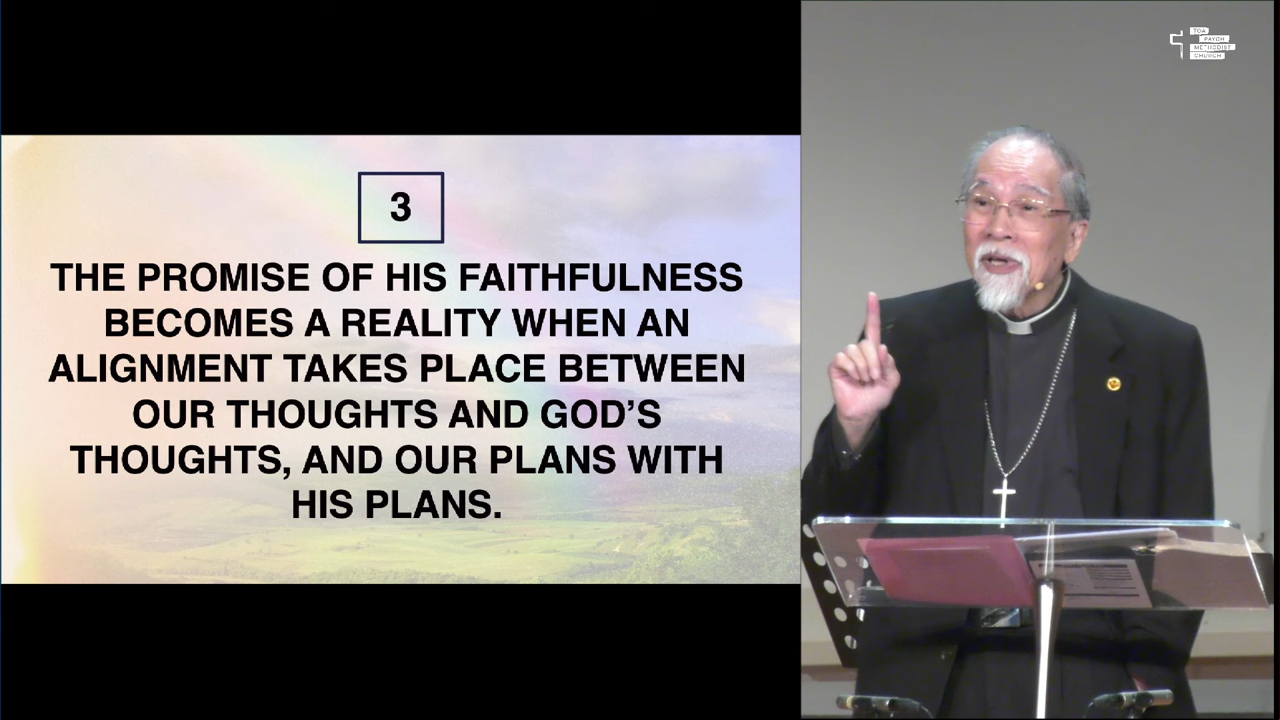 3
THE PROMISE OF HIS FAITHFULNESS
BECOMES A REALITY WHEN AN
ALIGNMENT TAKES PLACE BETWEEN
OUR THOUGHTS AND GOD’S
THOUGHTS, AND OUR PLANS WITH
HIS PLANS.
TOA
PAYOH
METHODIST
CHURCH